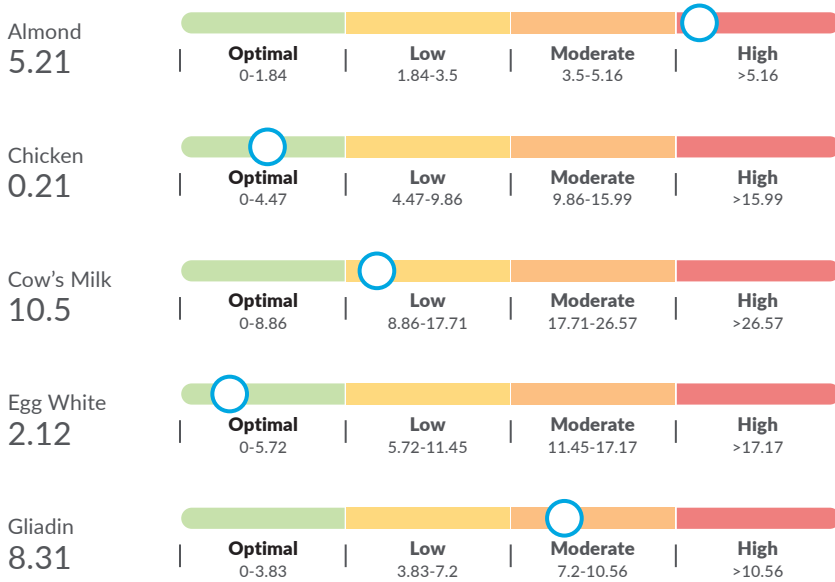 Almond
5.21
Optimal Low Moderate High
0-1.84 1.84-3.5 3.5-5.16 >5.16
Chicken
0.21
Optimal Low Moderate High
0-4.47 4.47-9.86 9.86-15.99 >15.99
Cow’s Milk
10.5
Optimal Low Moderate High
0-8.86 8.86-17.71 17.71-26.57 >26.57
Egg White
2.12
Optimal Low Moderate High
0-5.72 5.72-11.45 11.45-17.17 >17.17
Gliadin
8.31
Optimal Low Moderate High
0-3.83 3.83-7.2 7.2-10.56 >10.56